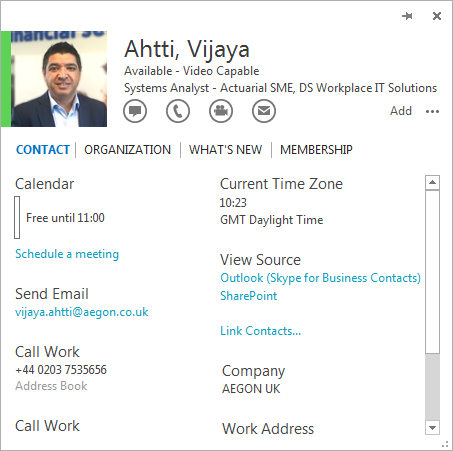 inancial Se
Ahtti, Vijaya
Available - Video Capable
Systems Analyst - Actuarial SME, DS Workplace IT Solutions
Add
CONTACT
ORGANIZATION
WHAT'S NEW
MEMBERSHIP
Calendar
Free until 11:00
Schedule a meeting
Send Email
vijaya.ahtti@aegon.co.uk
Call Work
+44 0203 7535656
Address Book
Call Work
Current Time Zone
10:23
GMT Daylight Time
View Source
Outlook (Skype for Business Contacts)
SharePoint
Link Contacts...
Company
AEGON UK
Work Address